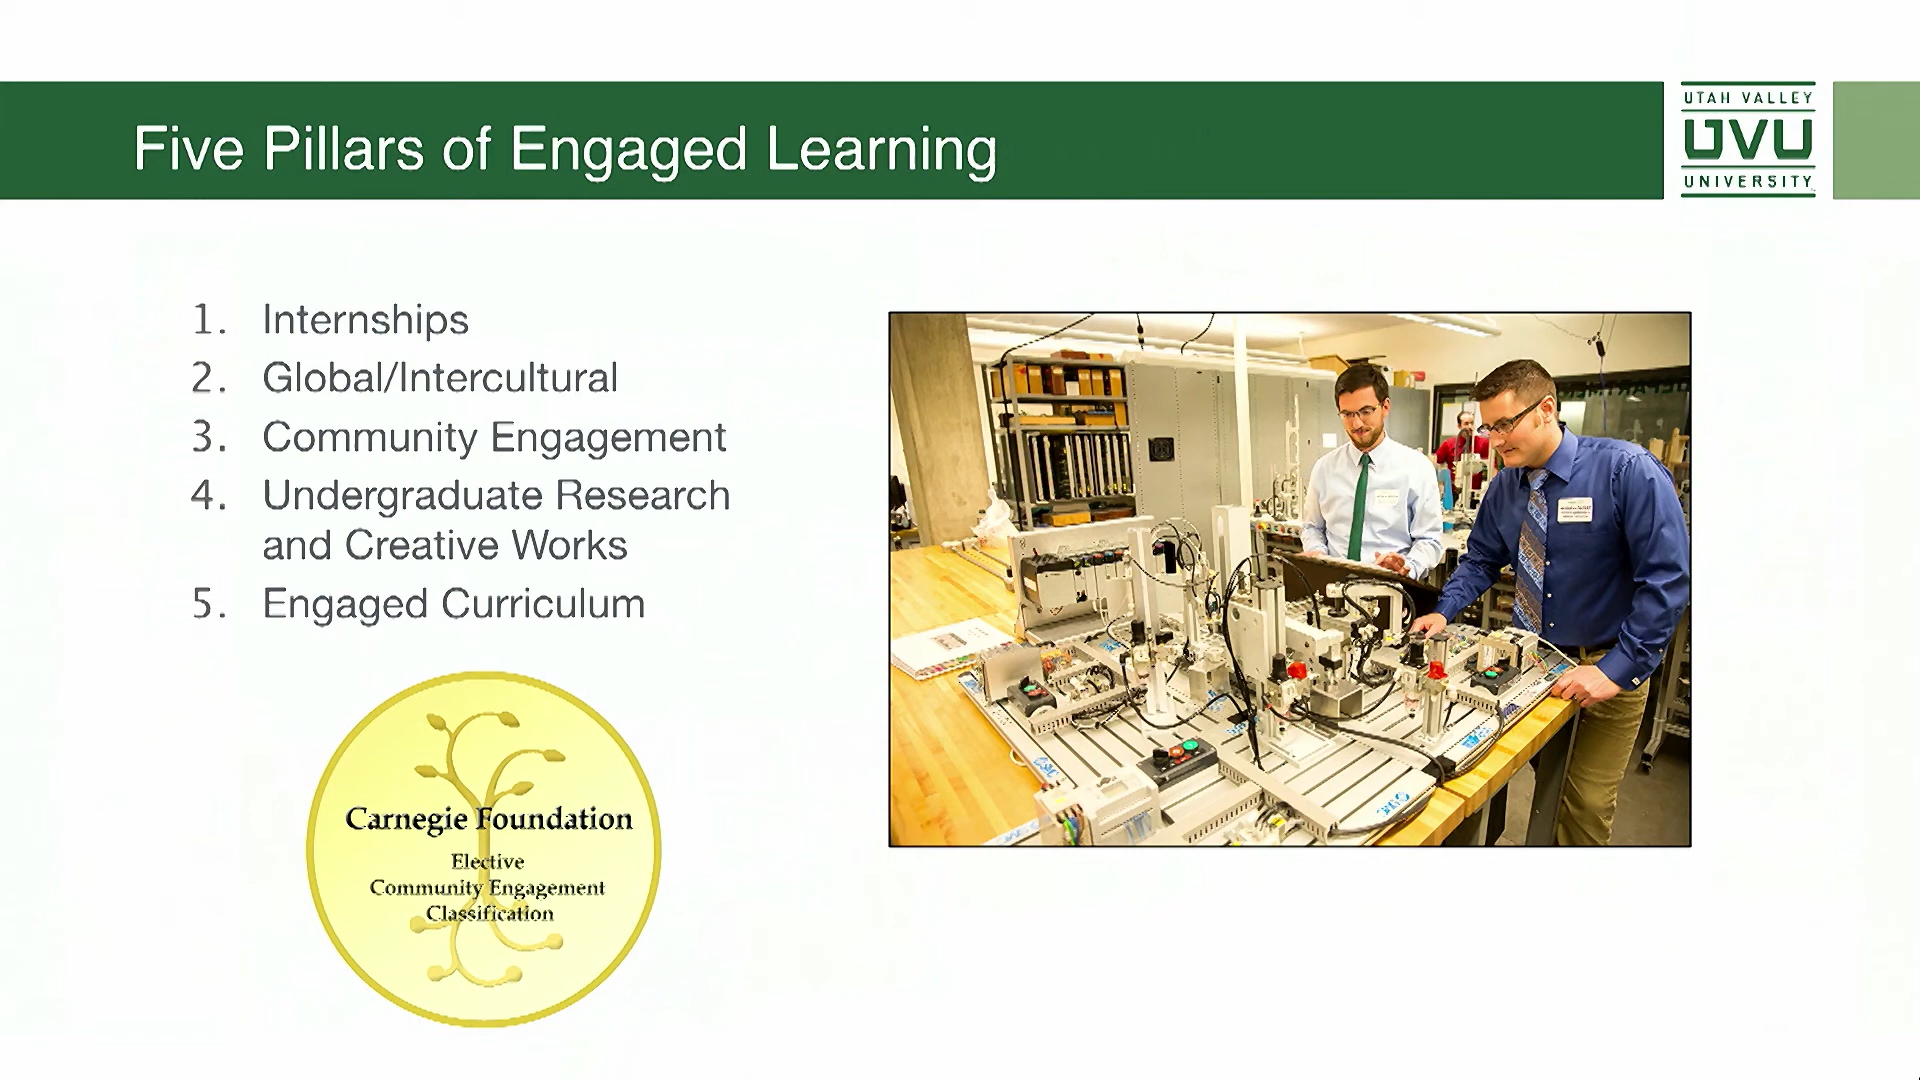 Five Pillars of Engaged Learning
UTAH VALLEY
UVU
UNIVERSITY
1. Internships
2. Global/Intercultural
3. Community Engagement
4. Undergraduate Research
and Creative Works
5. Engaged Curriculum
Carnegie Foundation
Elective
Community Engagement
Classification